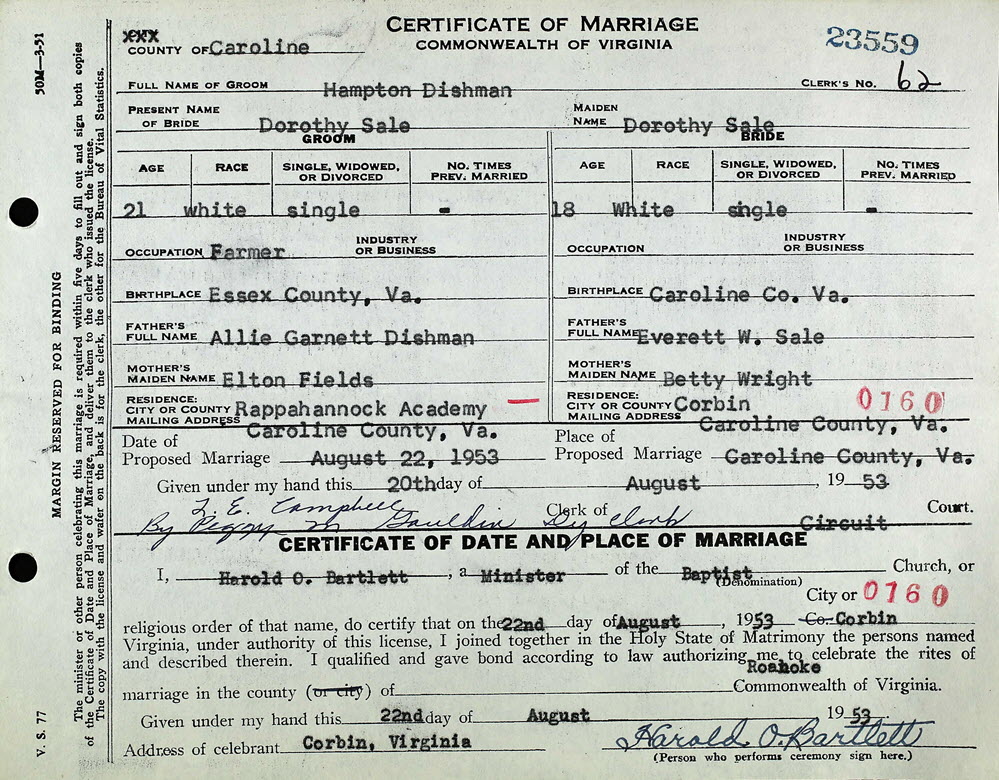 CERTIFICATE OF MARRIAGE
COMMONWEALTH OF VIRGINIA
23559
XXX
COUNTY OF Caroline
FULL NAME OF GROOM Hampton Dishman CLERK'S NO. 62
PRESENT NAME OF BRIDE Dorothy Sale MAIDEN NAME Dorothy Sale
GROOM BRIDE
AGE RACE SINGLE, WIDOWED, OR DIVORCED NO. TIMES PREV. MARRIED AGE RACE SINGLE, WIDOWED, OR DIVORCED NO. TIMES PREV. MARRIED
21 white single - 18 White single -
OCCUPATION Farmer INDUSTRY OR BUSINESS OCCUPATION INDUSTRY OR BUSINESS
BIRTHPLACE Essex County, Va. BIRTHPLACE Caroline Co. Va.
FATHER'S FULL NAME Allie Garnett Dishman FATHER'S FULL NAME Everett W. Sale
MOTHER'S MAIDEN NAME Elton Fields MOTHER'S MAIDEN NAME Betty Wright
RESIDENCE: CITY OR COUNTY MAILING ADDRESS Rappahannock Academy RESIDENCE: CITY OR COUNTY MAILING ADDRESS Corbin 0160
Caroline County, Va. Caroline County, Va.
Date of Proposed Marriage August 22, 1953 Place of Proposed Marriage Caroline County, Va.
Given under my hand this 20th day of August, 19 53
T. E. Campbell Clerk of Circuit Court.
By Peggy M Gouldin Dy Clerk
CERTIFICATE OF DATE AND PLACE OF MARRIAGE
I, Harold O. Bartlett, a Minister of the Baptist Church, or
(Denomination)
City or 0160
religious order of that name, do certify that on the 22nd day of August, 1953 Co. Corbin
Virginia, under authority of this license, I joined together in the Holy State of Matrimony the persons named
and described therein. I qualified and gave bond according to law authorizing me to celebrate the rites of
Roahoke
marriage in the county (or city) of Commonwealth of Virginia.
Given under my hand this 22nd day of August 19 53
Address of celebrant Corbin, Virginia Harold O. Bartlett
(Person who performs ceremony sign here.)
50M—3-51
MARGIN RESERVED FOR BINDING
V. S. 77
The minister or other person celebrating this marriage is required within five days to fill out and sign both copies
of the Certificate of Date and Place of Marriage, and deliver them to the clerk who issued the license.
The copy with the license and wafer on the back is for the clerk, the other for the Bureau of Vital Statistics.